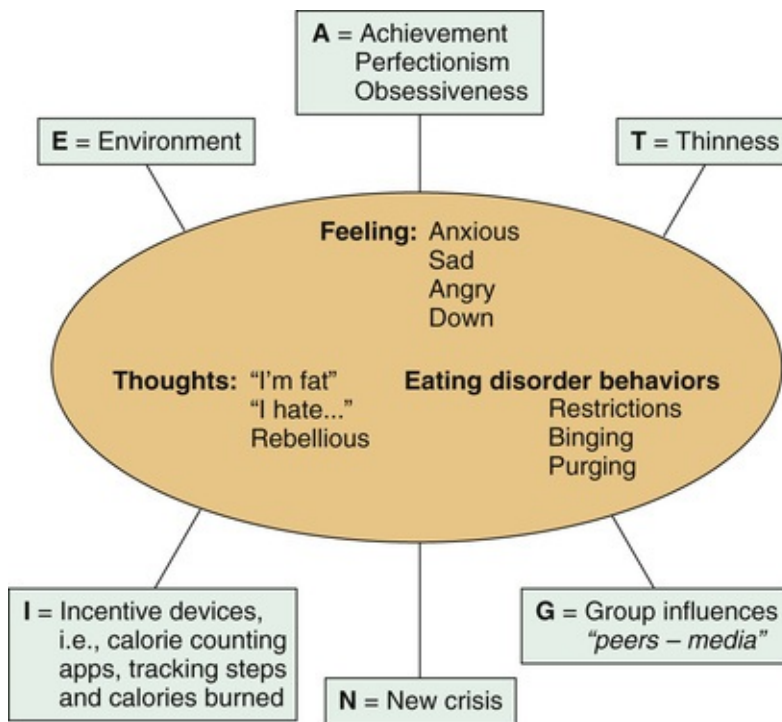 A = Achievement
Perfectionism
Obsessiveness
E = Environment
T = Thinness
Feeling: Anxious
Sad
Angry
Down
Thoughts: "I'm fat"
"I hate..."
Rebellious
Eating disorder behaviors
Restrictions
Binging
Purging
I = Incentive devices,
i.e., calorie counting
apps, tracking steps
and calories burned
N = New crisis
G = Group influences
"peers – media"